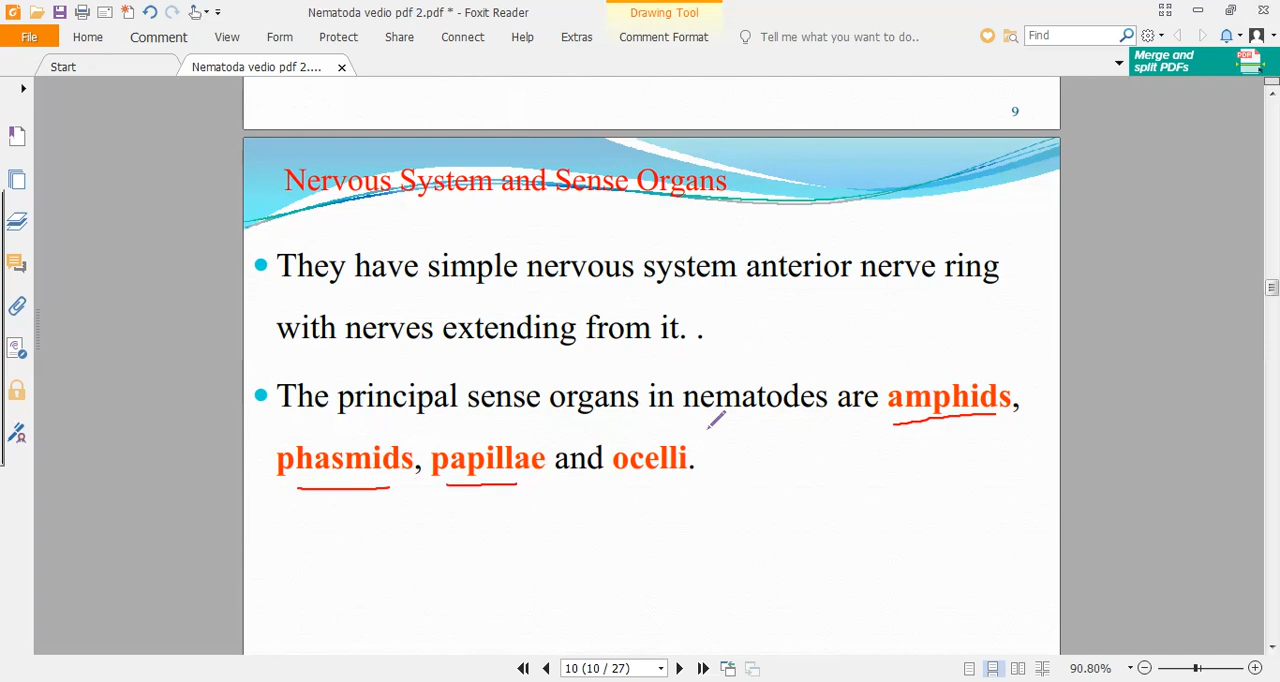 Nematoda vedio pdf 2.pdf * - Foxit Reader
Drawing Tool
File Home Comment View Form Protect Share Connect Help Extras Comment Format Tell me what you want to do.. Find
Start Nematoda vedio pdf 2.... Merge and
split PDFs
9
Nervous System and Sense Organs
They have simple nervous system anterior nerve ring
with nerves extending from it. .
The principal sense organs in nematodes are amphids,
phasmids, papillae and ocelli.
10 (10 / 27) 90.80%